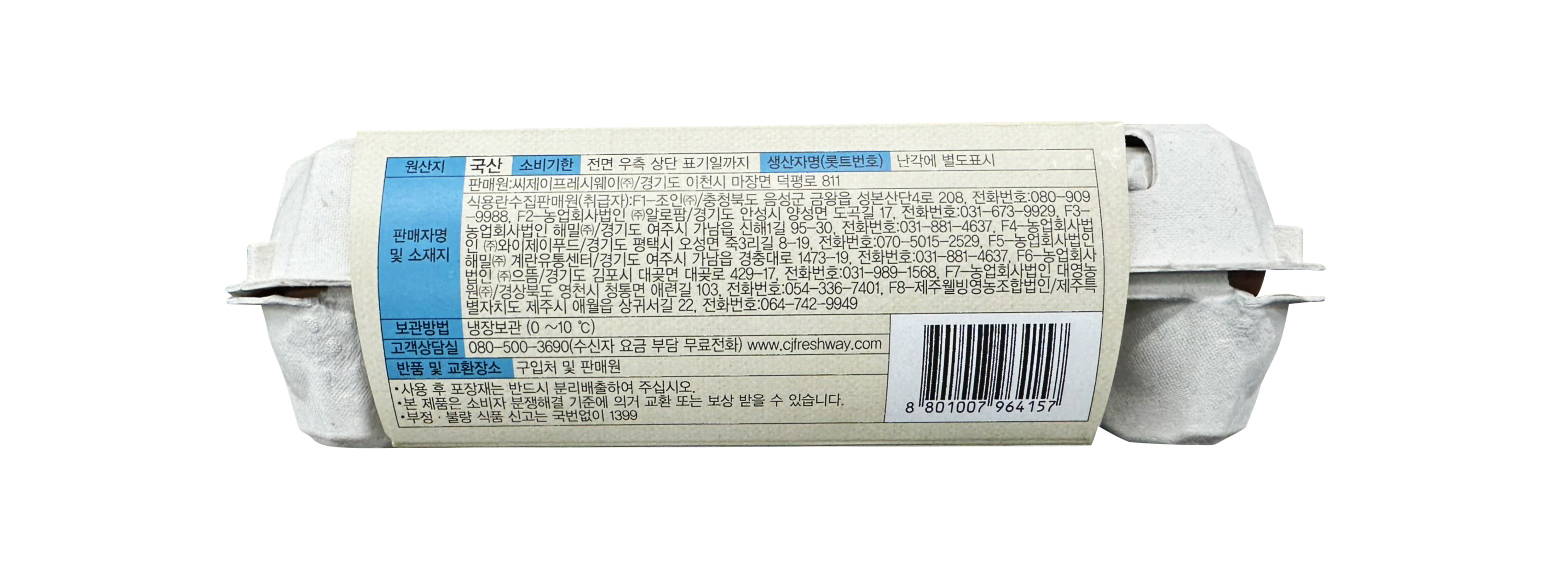 원산지 국산 소비기한 전면 우측 상단 표기일까지 생산자명(롯트번호) 난각에 별도표시
판매자명 및 소재지
판매원:씨제이프레시웨이㈜/경기도 이천시 마장면 덕평로 811
식용란수집판매원(취급자):F1-조인㈜/충청북도 음성군 금왕읍 성본산단4로 208, 전화번호:080-909
-9988, F2-농업회사법인 ㈜알로팜/경기도 안성시 양성면 도곡길 17, 전화번호:031-673-9929, F3-
농업회사법인 해밀㈜/경기도 여주시 가남읍 신해1길 95-30, 전화번호:031-881-4637, F4-농업회사법
인 ㈜와이제이푸드/경기도 평택시 오성면 죽3리길 8-19, 전화번호:070-5015-2529, F5-농업회사법인
해밀㈜ 계란유통센터/경기도 여주시 가남읍 경충대로 1473-19, 전화번호:031-881-4637, F6-농업회사
법인 ㈜으뜸/경기도 김포시 대곶면 대곶로 429-17, 전화번호:031-989-1568, F7-농업회사법인 대영농
원㈜/경상북도 영천시 청통면 애련길 103, 전화번호:054-336-7401, F8-제주웰빙영농조합법인/제주특
별자치도 제주시 애월읍 상귀서길 22, 전화번호:064-742-9949
보관방법 냉장보관 (0 ~10 ℃)
고객상담실 080-500-3690(수신자 요금 부담 무료전화) www.cjfreshway.com
반품 및 교환장소 구입처 및 판매원
•사용 후 포장재는 반드시 분리배출하여 주십시오.
•본 제품은 소비자 분쟁해결 기준에 의거 교환 또는 보상 받을 수 있습니다.
•부정·불량 식품 신고는 국번없이 1399
8 801007 964157